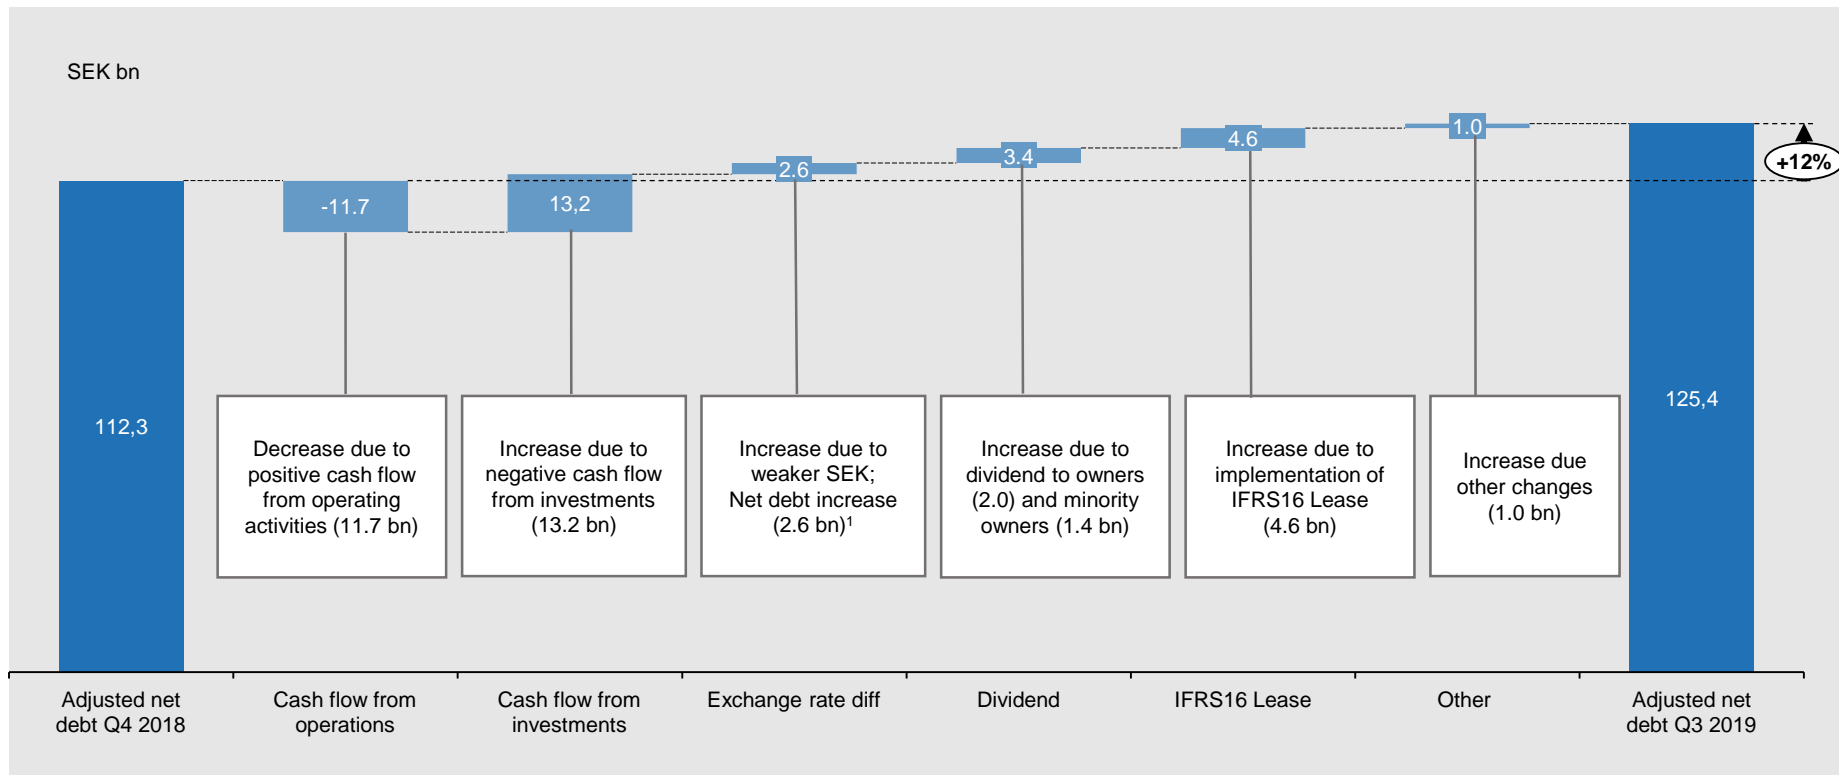 SEK bn
112,3
-11.7
13,2
2.6
3.4
4.6
1.0
125,4
+12%
Decrease due to
positive cash flow
from operating
activities (11.7 bn)
Increase due to
negative cash flow
from investments
(13.2 bn)
Increase due to
weaker SEK;
Net debt increase
(2.6 bn)¹
Increase due to
dividend to owners
(2.0) and minority
owners (1.4 bn)
Increase due to
implementation of
IFRS16 Lease
(4.6 bn)
Increase due
other changes
(1.0 bn)
Adjusted net
debt Q4 2018
Cash flow from
operations
Cash flow from
investments
Exchange rate diff
Dividend
IFRS16 Lease
Other
Adjusted net
debt Q3 2019